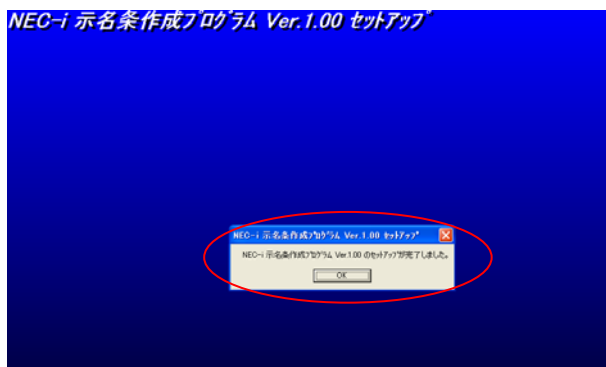 NEC-i 示名条作成ﾌﾟﾛｸﾞﾗﾑ Ver.1.00 ｾｯﾄｱｯﾌﾟ
NEC-i 示名条作成ﾌﾟﾛｸﾞﾗﾑ Ver.1.00 ｾｯﾄｱｯﾌﾟ
NEC-i 示名条作成ﾌﾟﾛｸﾞﾗﾑ Ver.1.00 のｾｯﾄｱｯﾌﾟが完了しました。
OK